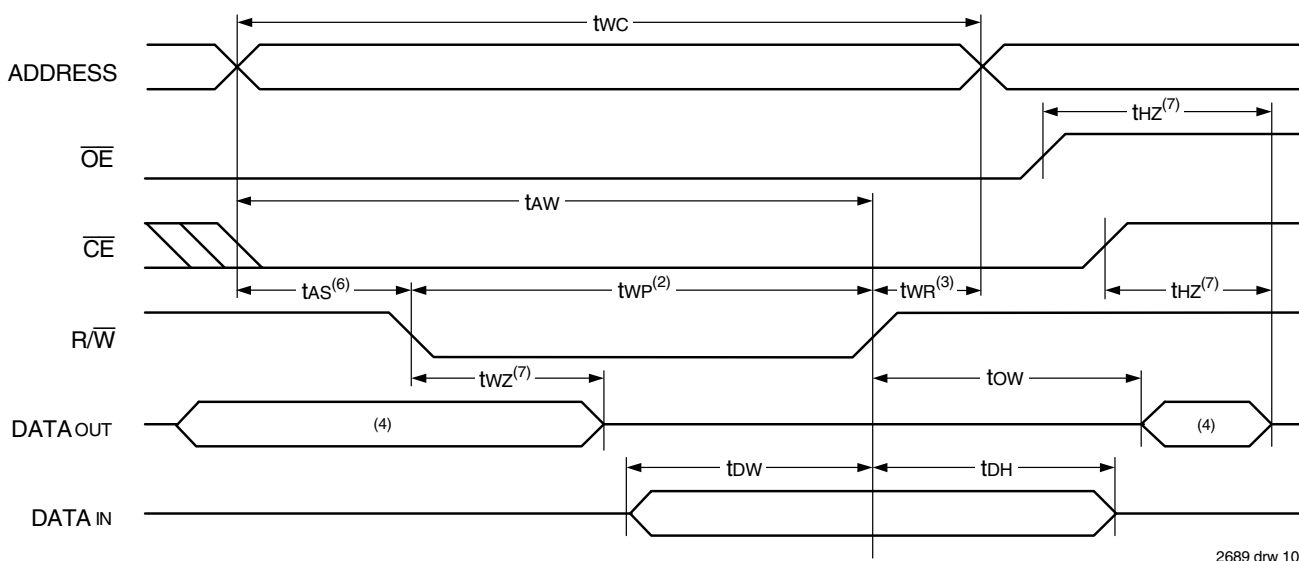 tWC
ADDRESS
tHZ(7)
OE
tAW
CE
tAS(6) tWP(2) tWR(3) tHZ(7)
R/W
tWZ(7) tOW
DATA OUT (4) (4)
tDW tDH
DATA IN
2689 drw 10